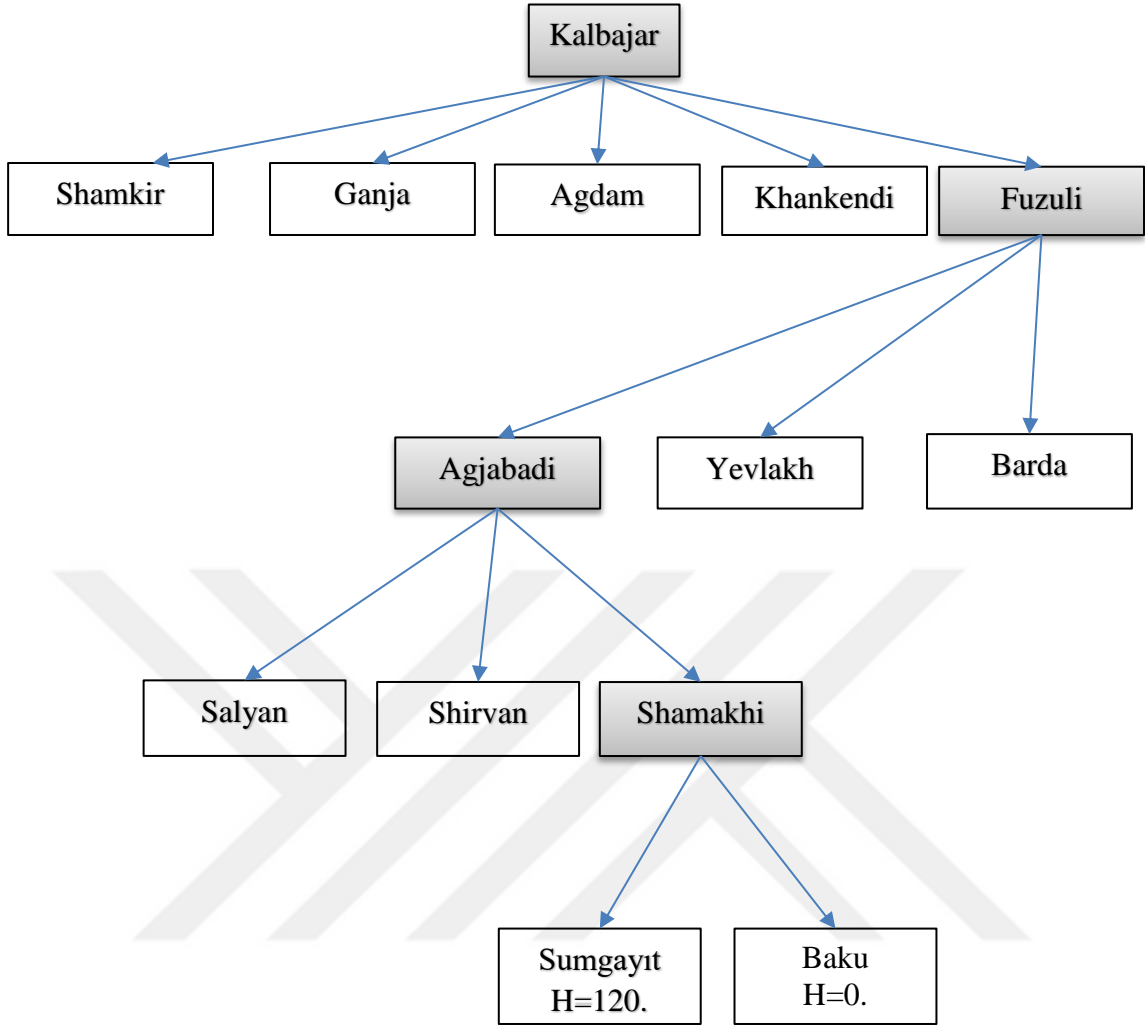 Kalbajar
Shamkir
Ganja
Agdam
Khankendi
Fuzuli
Agjabadi
Yevlakh
Barda
Salyan
Shirvan
Shamakhi
Sumgayıt
H=120.
Baku
H=0.